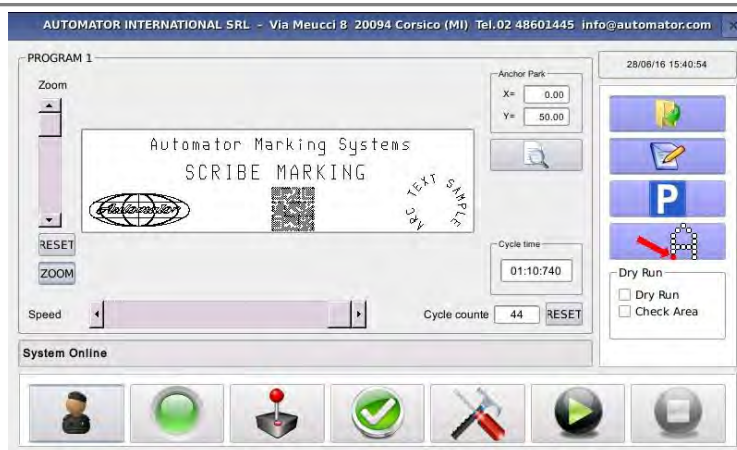 AUTOMATOR INTERNATIONAL SRL - Via Meucci 8 20094 Corsico (MI) Tel.02 48601445 info@automator.com
PROGRAM 1
28/06/16 15:40:54
Zoom
Anchor Park
X= 0.00
Y= 50.00
Automator Marking Systems
SCRIBE MARKING
Automator
ARC TEXT SAMPLE
P
RESET
ZOOM
Cycle time
01:10:740
A
Dry Run
Dry Run
Check Area
Speed
Cycle counte 44 RESET
System Online